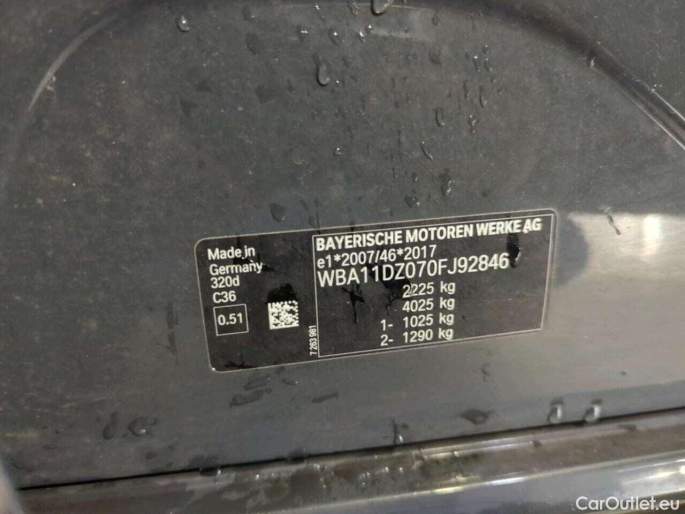 Made in
Germany
320d
C36
0.51
7 263 981
BAYERISCHE MOTOREN WERKE AG
e1*2007/46*2017
WBA11DZ070FJ92846
2225 kg
4025 kg
1- 1025 kg
2- 1290 kg
CarOutlet.eu